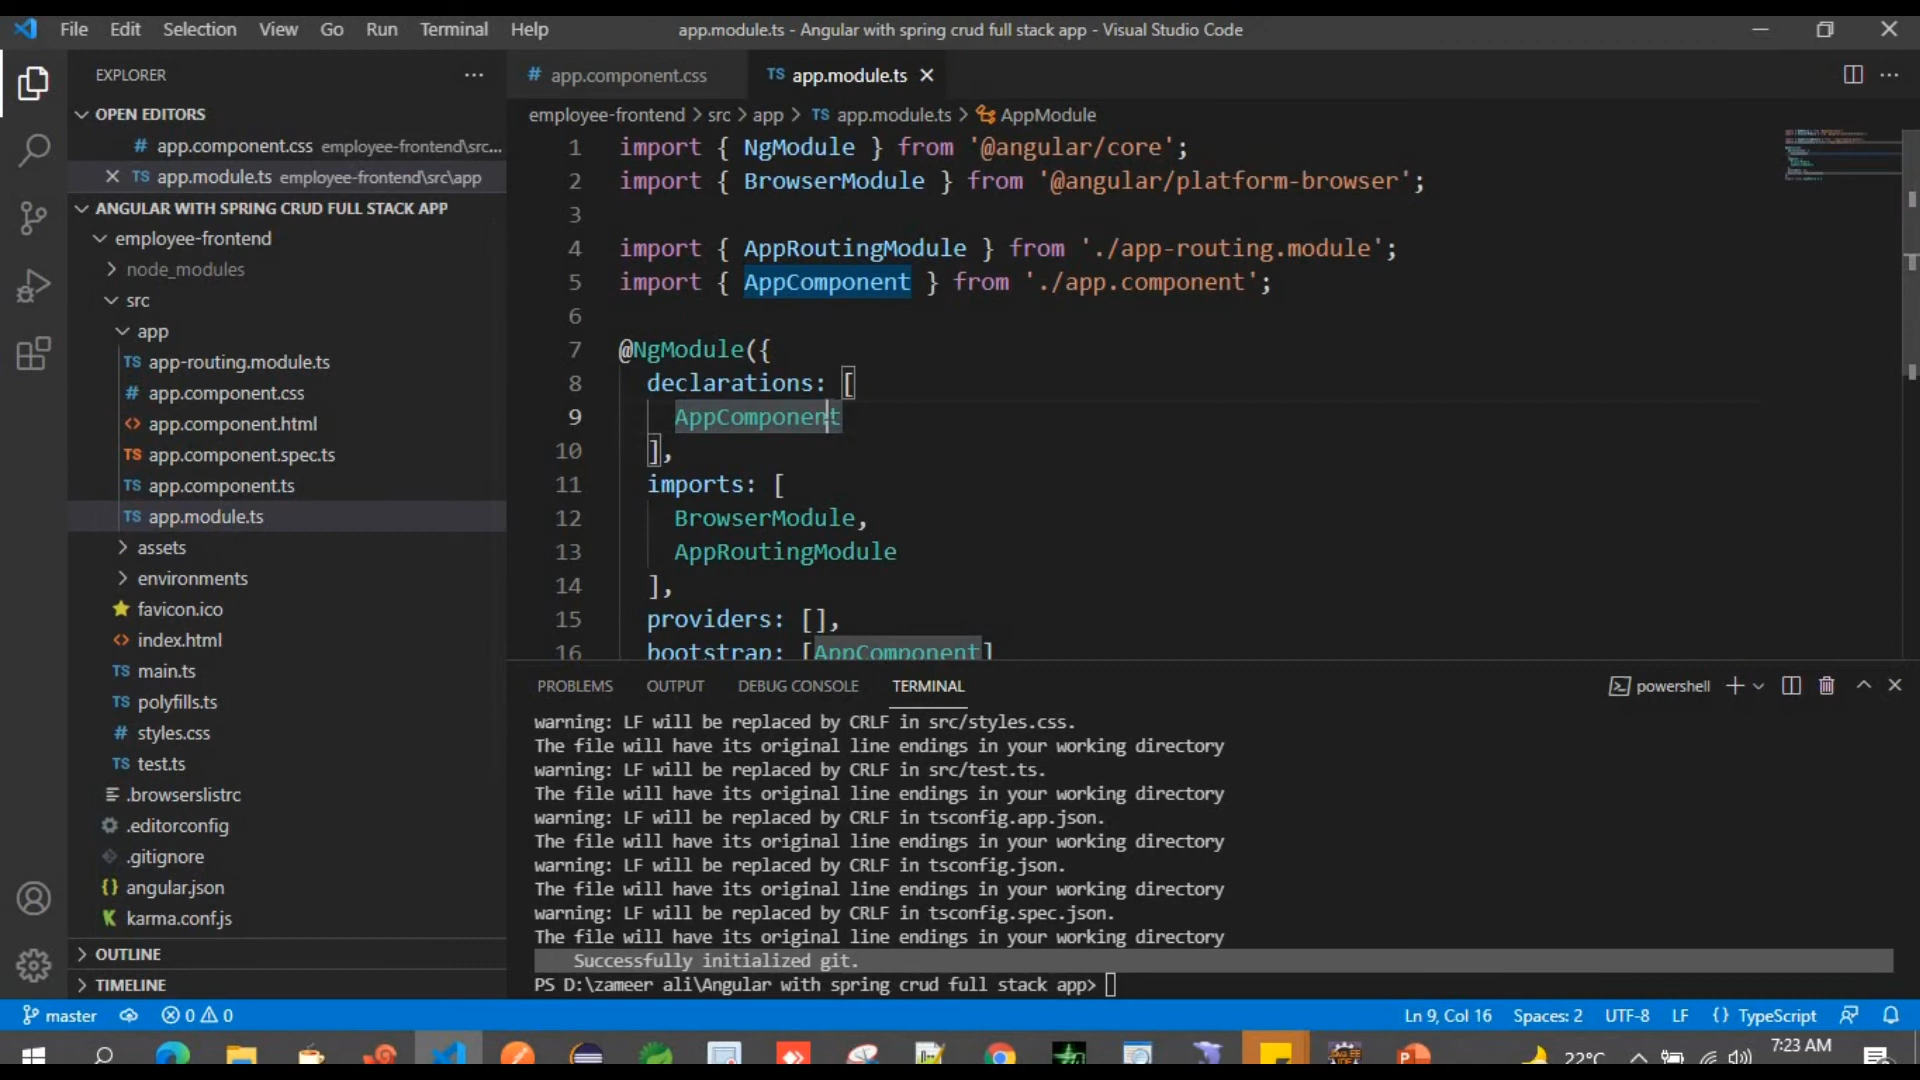 File Edit Selection View Go Run Terminal Help
app.module.ts - Angular with spring crud full stack app - Visual Studio Code
EXPLORER
OPEN EDITORS
# app.component.css employee-frontend\src...
TS app.module.ts employee-frontend\src\app
ANGULAR WITH SPRING CRUD FULL STACK APP
employee-frontend
node_modules
src
app
TS app-routing.module.ts
# app.component.css
<> app.component.html
TS app.component.spec.ts
TS app.component.ts
TS app.module.ts
assets
environments
favicon.ico
<> index.html
TS main.ts
TS polyfills.ts
# styles.css
TS test.ts
.browserslistrc
.editorconfig
.gitignore
{} angular.json
K karma.conf.js
OUTLINE
TIMELINE
# app.component.css
TS app.module.ts
employee-frontend > src > app > TS app.module.ts > AppModule
1 import { NgModule } from '@angular/core';
2 import { BrowserModule } from '@angular/platform-browser';
3
4 import { AppRoutingModule } from './app-routing.module';
5 import { AppComponent } from './app.component';
6
7 @NgModule({
8 declarations: [
9 AppComponent
10 ],
11 imports: [
12 BrowserModule,
13 AppRoutingModule
14 ],
15 providers: [],
16 bootstrap: [AppComponent]
PROBLEMS OUTPUT DEBUG CONSOLE TERMINAL
powershell
warning: LF will be replaced by CRLF in src/styles.css.
The file will have its original line endings in your working directory
warning: LF will be replaced by CRLF in src/test.ts.
The file will have its original line endings in your working directory
warning: LF will be replaced by CRLF in tsconfig.app.json.
The file will have its original line endings in your working directory
warning: LF will be replaced by CRLF in tsconfig.json.
The file will have its original line endings in your working directory
warning: LF will be replaced by CRLF in tsconfig.spec.json.
The file will have its original line endings in your working directory
Successfully initialized git.
PS D:\zameer ali\Angular with spring crud full stack app>
master
0 0
Ln 9, Col 16 Spaces: 2 UTF-8 LF {} TypeScript
22°C
7:23 AM